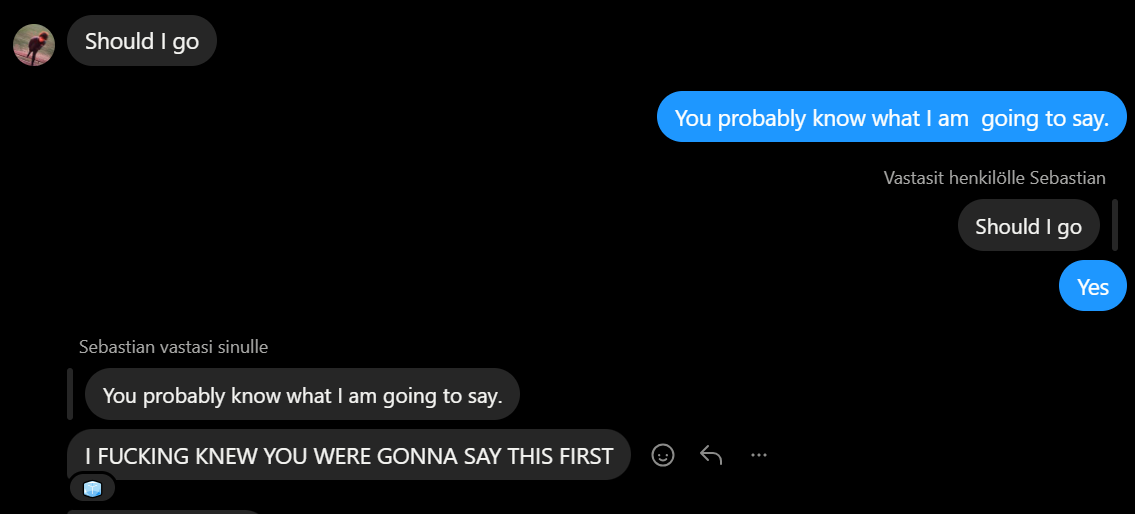 Should I go
You probably know what I am  going to say.
Vastasit henkilölle Sebastian
Should I go
Yes
Sebastian vastasi sinulle
You probably know what I am going to say.
I FUCKING KNEW YOU WERE GONNA SAY THIS FIRST